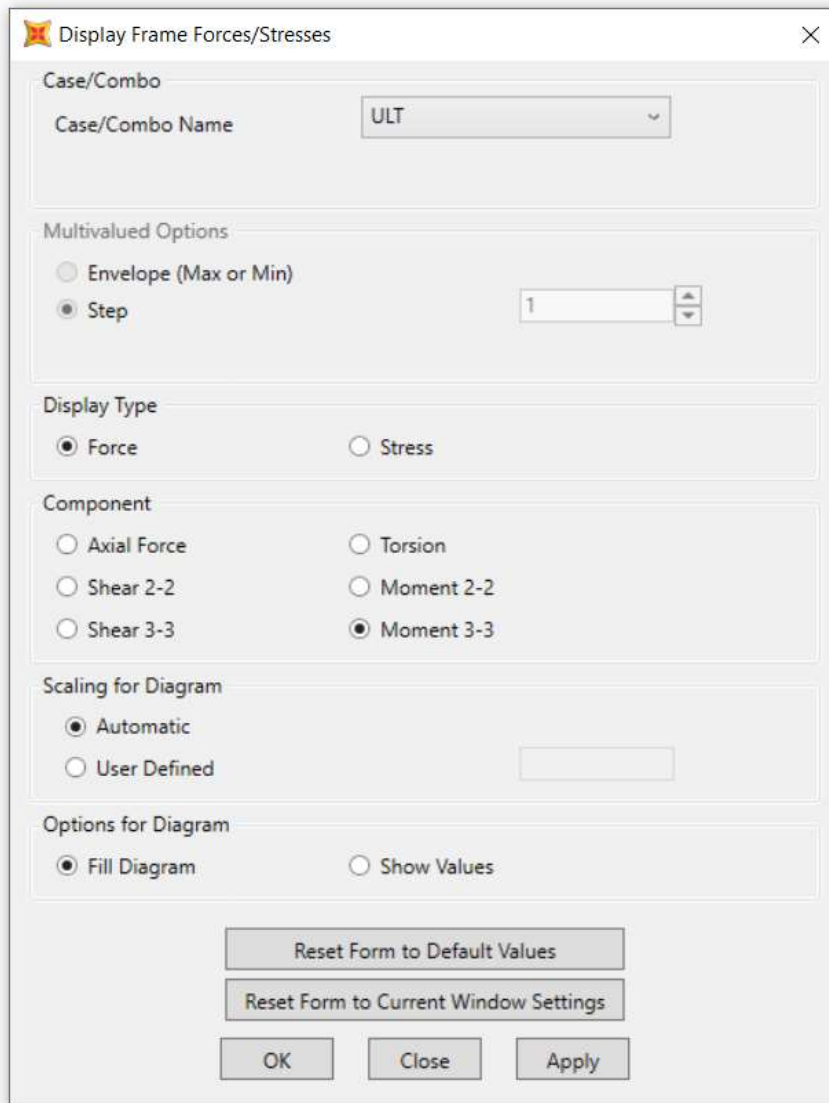 Display Frame Forces/Stresses
Case/Combo
Case/Combo Name ULT
Multivalued Options
Envelope (Max or Min)
Step 1
Display Type
Force Stress
Component
Axial Force Torsion
Shear 2-2 Moment 2-2
Shear 3-3 Moment 3-3
Scaling for Diagram
Automatic
User Defined
Options for Diagram
Fill Diagram Show Values
Reset Form to Default Values
Reset Form to Current Window Settings
OK Close Apply